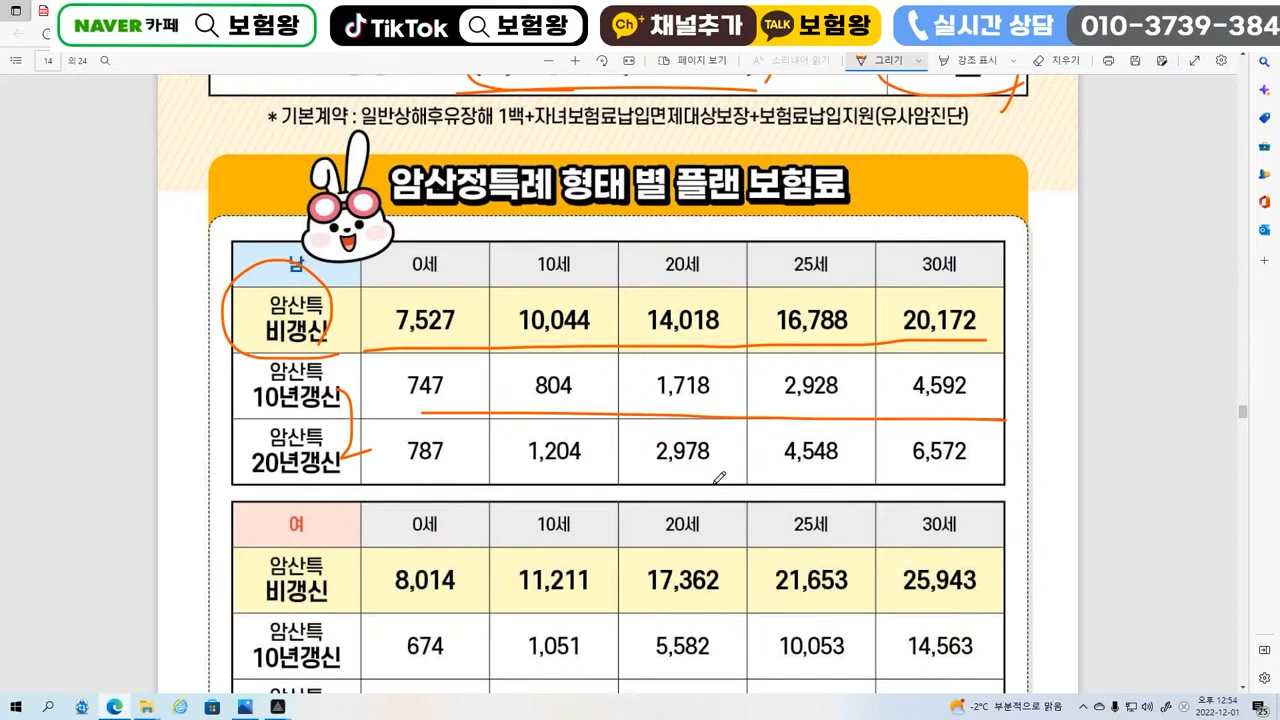 NAVER 카페 보험왕 TikTok 보험왕 Ch+ 채널추가 TALK 보험왕 실시간 상담 010-3739-384
14 의 24 페이지 보기 소리내어 읽기 그리기 강조 표시 지우기
* 기본계약 : 일반상해후유장해 1백+자녀보험료납입면제대상보장+보험료납입지원(유사암진단)
암산정특례 형태 별 플랜 보험료
남 0세 10세 20세 25세 30세
암산특 비갱신 7,527 10,044 14,018 16,788 20,172
암산특 10년갱신 747 804 1,718 2,928 4,592
암산특 20년갱신 787 1,204 2,978 4,548 6,572
여 0세 10세 20세 25세 30세
암산특 비갱신 8,014 11,211 17,362 21,653 25,943
암산특 10년갱신 674 1,051 5,582 10,053 14,563
-2°C 부분적으로 맑음 오후 12:54
2022-12-01 25